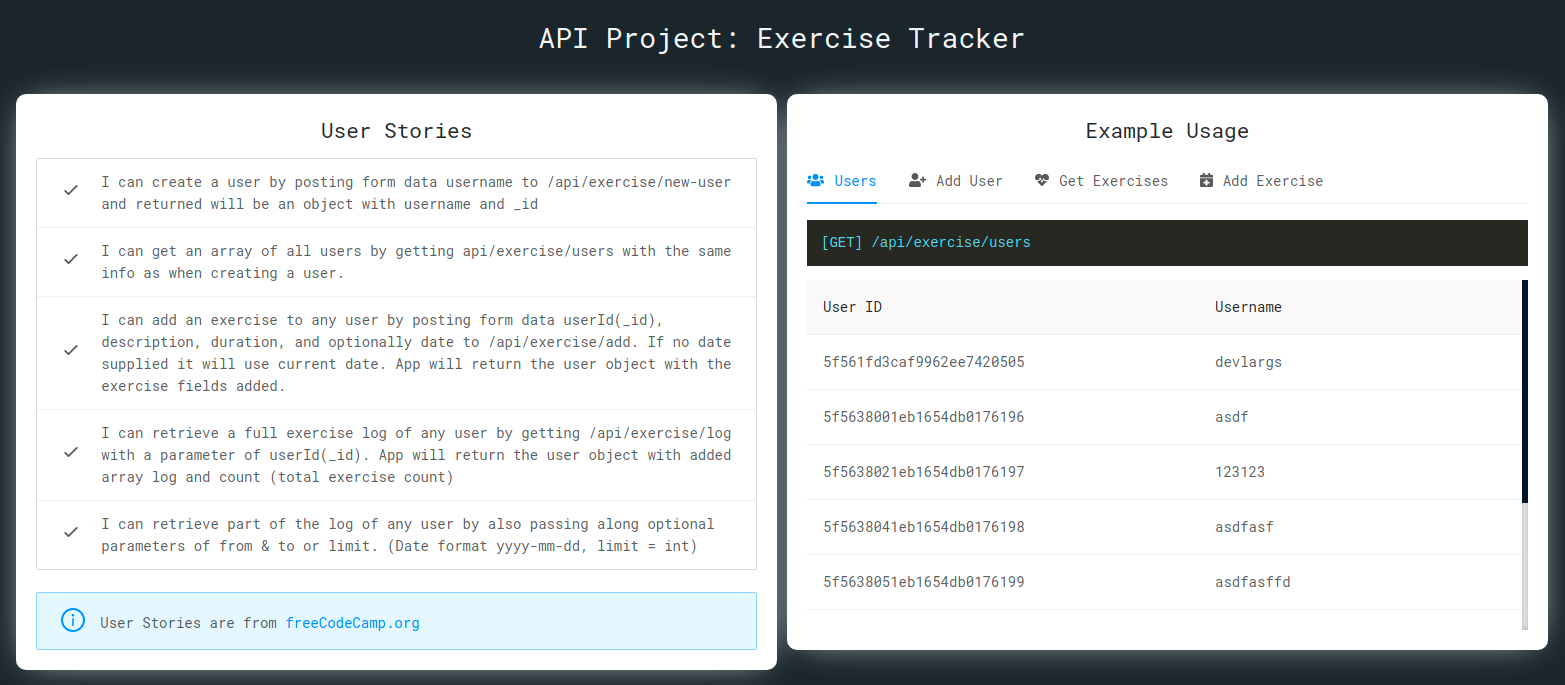 API Project: Exercise Tracker
User Stories
I can create a user by posting form data username to /api/exercise/new-user
and returned will be an object with username and _id
I can get an array of all users by getting api/exercise/users with the same
info as when creating a user.
I can add an exercise to any user by posting form data userId(_id),
description, duration, and optionally date to /api/exercise/add. If no date
supplied it will use current date. App will return the user object with the
exercise fields added.
I can retrieve a full exercise log of any user by getting /api/exercise/log
with a parameter of userId(_id). App will return the user object with added
array log and count (total exercise count)
I can retrieve part of the log of any user by also passing along optional
parameters of from & to or limit. (Date format yyyy-mm-dd, limit = int)
User Stories are from freeCodeCamp.org
Example Usage
Users Add User Get Exercises Add Exercise
[GET] /api/exercise/users
User ID Username
5f561fd3caf9962ee7420505 devlargs
5f5638001eb1654db0176196 asdf
5f5638021eb1654db0176197 123123
5f5638041eb1654db0176198 asdfasf
5f5638051eb1654db0176199 asdfasffd